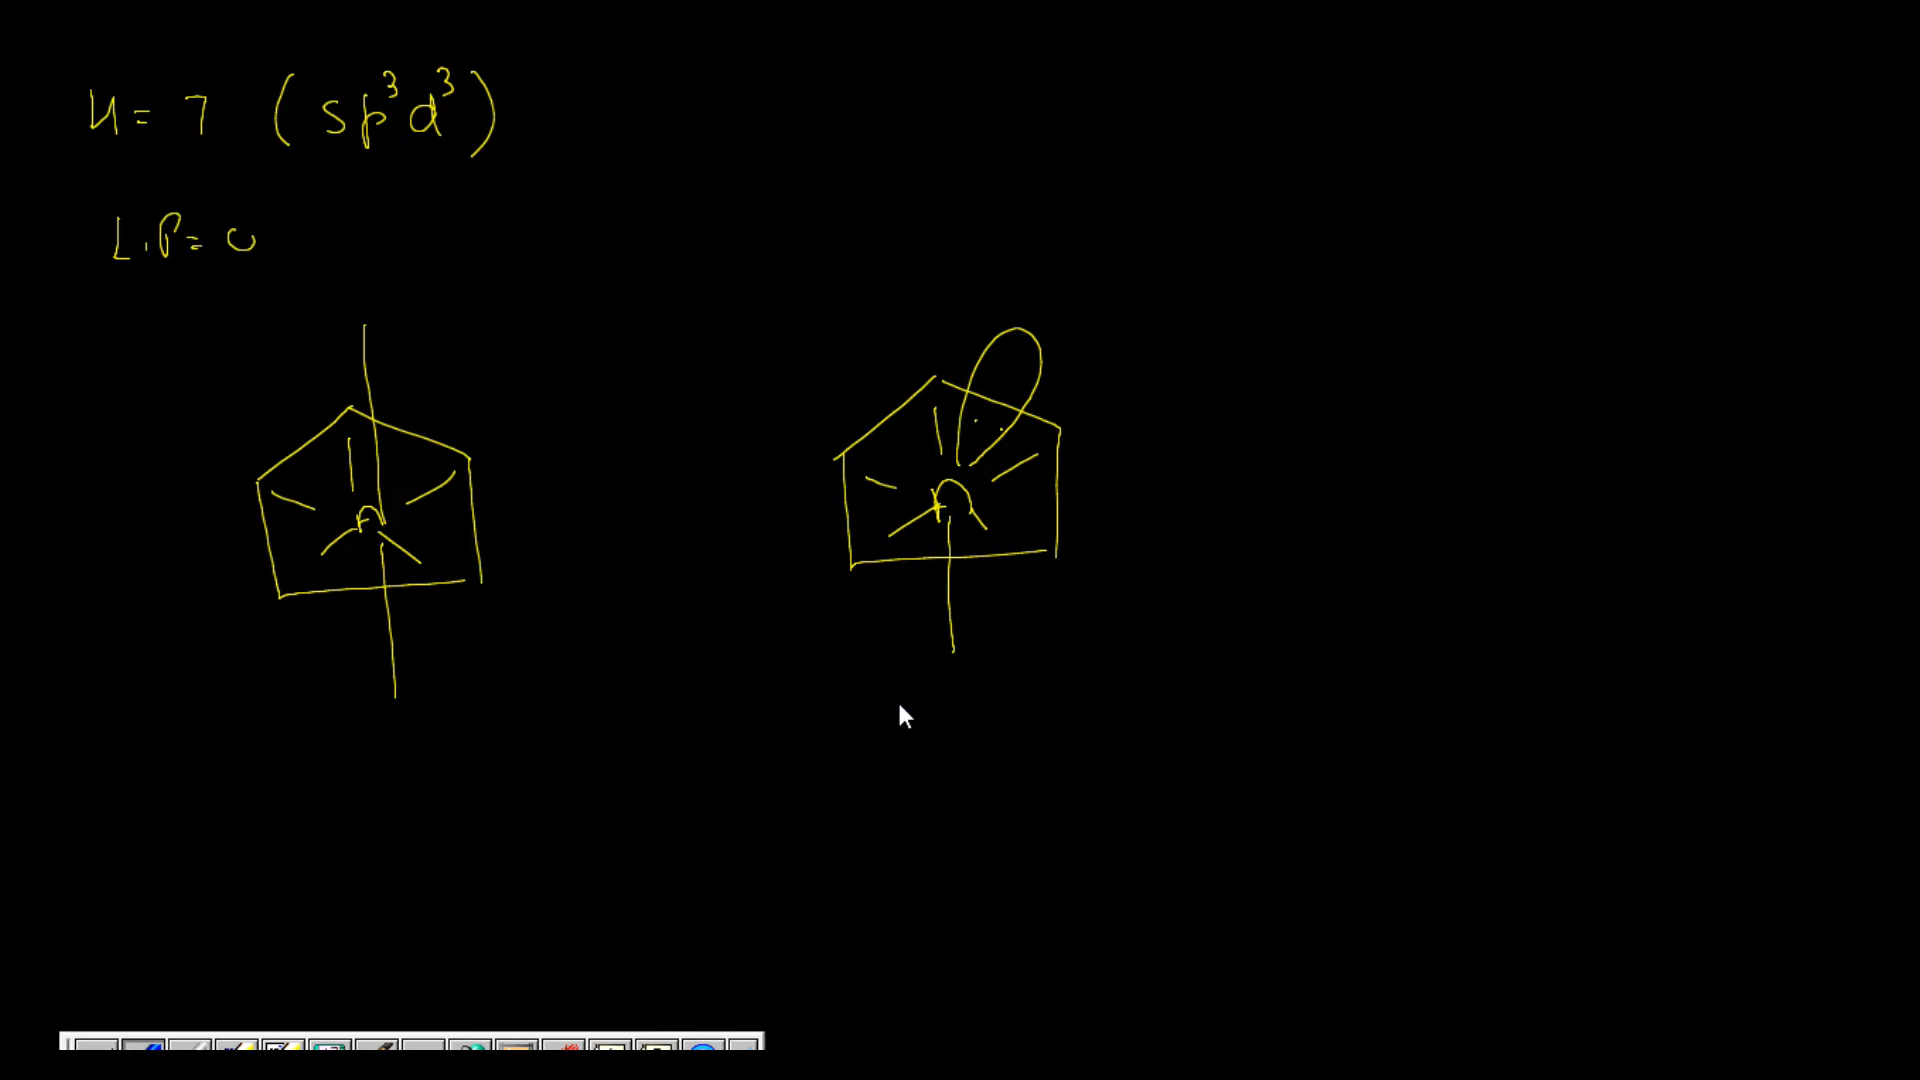 H = 7 ( sp³d³ )
L.P = 0